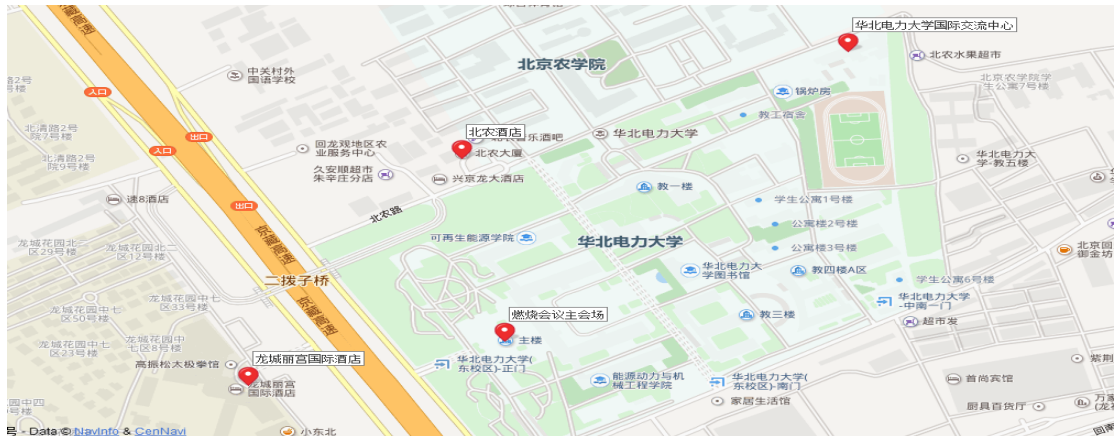 华北电力大学国际交流中心
北农水果超市
中关村外
国语学校
北京农学院
北京农学院学
生公寓7号楼
锅炉房
入口
教工宿舍
北农酒店
华北电力大学
出口
北清路2号
院7号楼
回龙观地区农
业服务中心
北农大厦
入口
久安顺超市
朱辛庄分店
兴京龙大酒店
华北电力大
学-教五楼
北清路2号
院9号楼
教一楼
速8酒店
出口
北农路
学生公寓1号楼
公寓楼2号楼
可再生能源学院
华北电力大学
公寓楼3号楼
龙城花园北二
区29号楼
龙城花园北二
区12号楼
京藏高速
北京回
御金坊
华北电力大
学图书馆
教四楼A区
学生公寓6号楼
二拨子桥
龙城花园中七
区33号楼
华北电力大学
-中南一门
龙城花园中七
区50号楼
京藏高速
燃烧会议主会场
教三楼
超市发
主楼
龙城花园中七
区23号楼
龙城花园中
七区8号楼
龙城丽宫国际酒店
高振松太极拳馆
华北电力大学(
东校区)-正门
紫荆
龙城丽宫
国际酒店
能源动力与机
械工程学院
华北电力大学(
东校区)-南门
首尚宾馆
家居生活馆
厨具百货厅
小东北
号 - Data © NavInfo & CenNavi